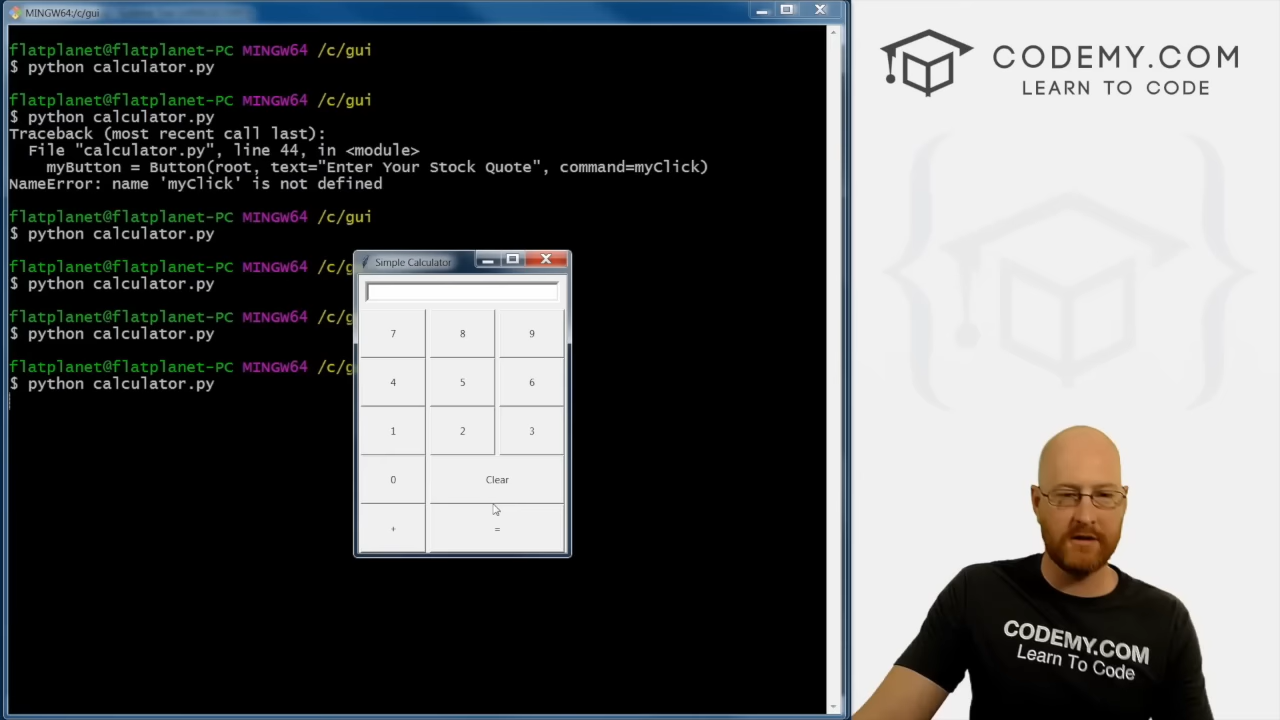 MINGW64:/c/gui
flatplanet@flatplanet-PC MINGW64 /c/gui
$ python calculator.py
flatplanet@flatplanet-PC MINGW64 /c/gui
$ python calculator.py
Traceback (most recent call last):
File "calculator.py", line 44, in <module>
myButton = Button(root, text="Enter Your Stock Quote", command=myClick)
NameError: name 'myClick' is not defined
flatplanet@flatplanet-PC MINGW64 /c/gui
$ python calculator.py
flatplanet@flatplanet-PC MINGW64 /c/g
$ python calculator.py
flatplanet@flatplanet-PC MINGW64 /c/g
$ python calculator.py
flatplanet@flatplanet-PC MINGW64 /c/g
$ python calculator.py
Simple Calculator
7 8 9
4 5 6
1 2 3
0 Clear
+ =
CODEMY.COM
LEARN TO CODE
CODEMY.COM
Learn To Code